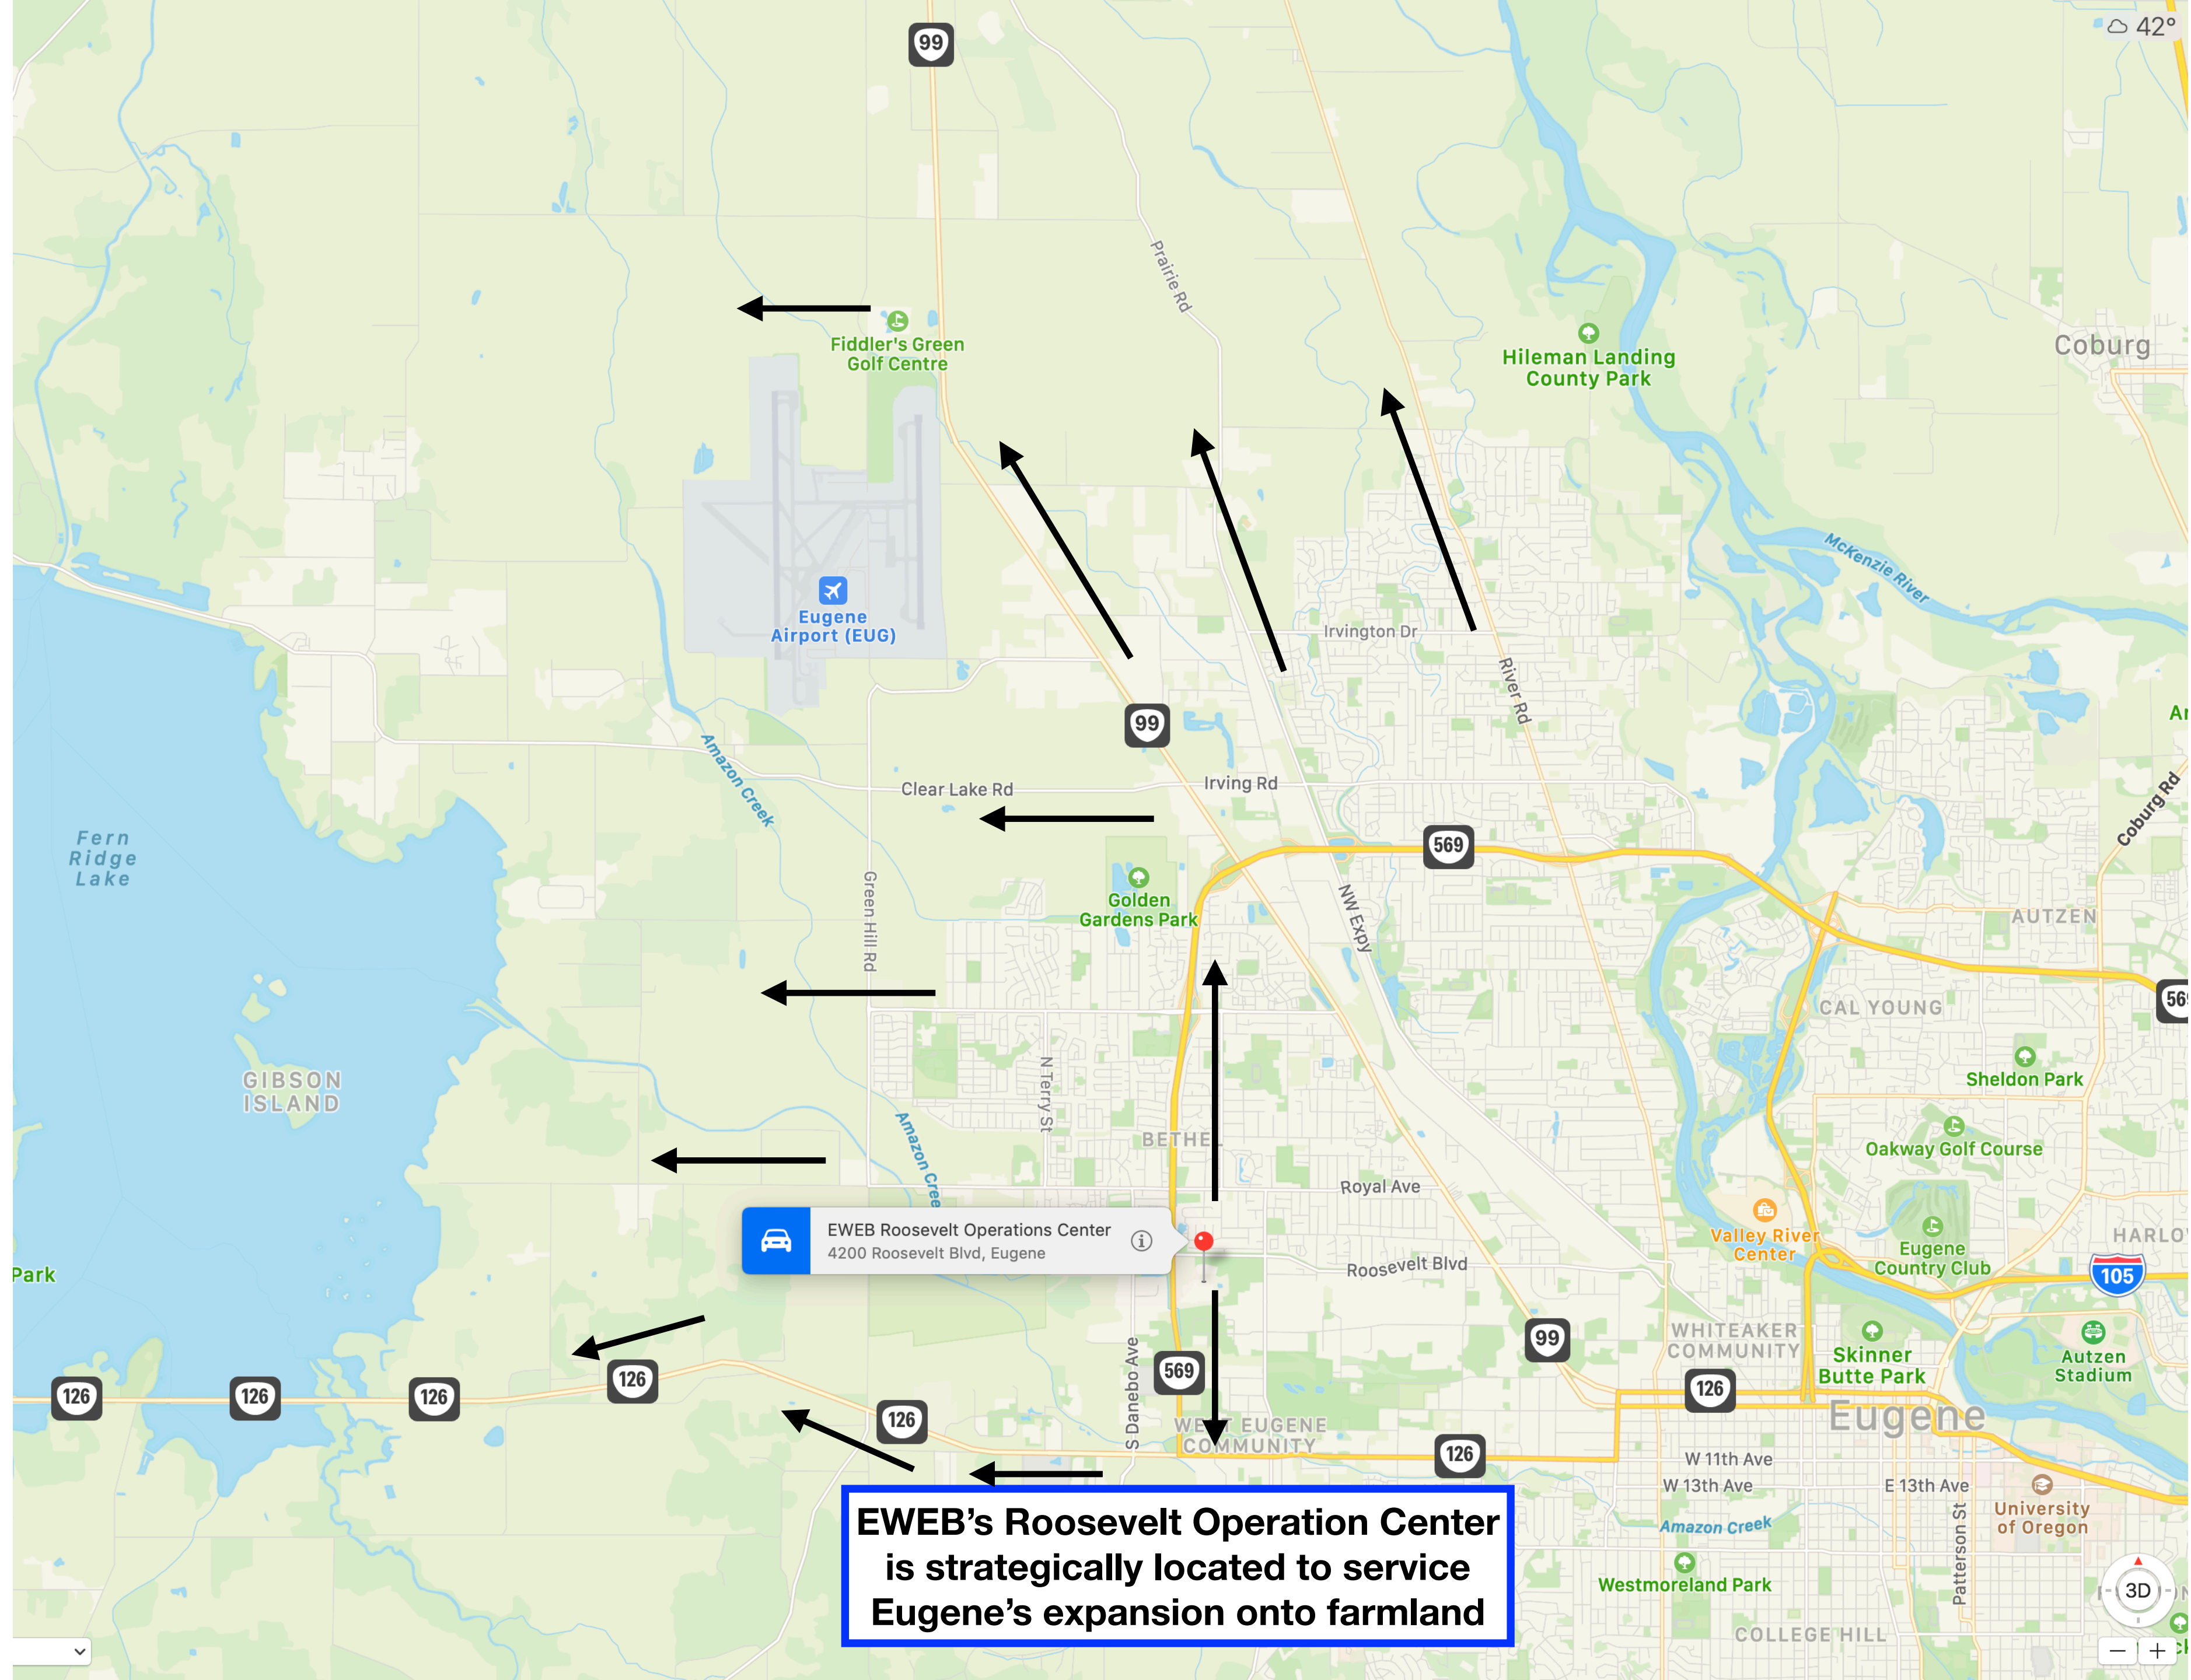 99
42°
Prairie Rd
Fiddler's Green
Golf Centre
Hileman Landing
County Park
Coburg
McKenzie River
Eugene
Airport (EUG)
Irvington Dr
River Rd
99
Amazon Creek
Clear Lake Rd
Irving Rd
Coburg Rd
Fern
Ridge
Lake
569
Green Hill Rd
Golden
Gardens Park
NW Expy
AUTZEN
CAL YOUNG
GIBSON
ISLAND
N Terry St
Sheldon Park
BETHEL
Amazon Cree
Oakway Golf Course
Royal Ave
EWEB Roosevelt Operations Center
4200 Roosevelt Blvd, Eugene
Valley River
Center
Eugene
Country Club
HARLO
Park
Roosevelt Blvd
105
S Danebo Ave
99
WHITEAKER
COMMUNITY
Skinner
Butte Park
Autzen
Stadium
569
126
126
126
126
126
126
126
WEST EUGENE
COMMUNITY
Eugene
W 11th Ave
W 13th Ave
E 13th Ave
Patterson St
University
of Oregon
Amazon Creek
Westmoreland Park
COLLEGE HILL
3D
EWEB’s Roosevelt Operation Center
is strategically located to service
Eugene’s expansion onto farmland